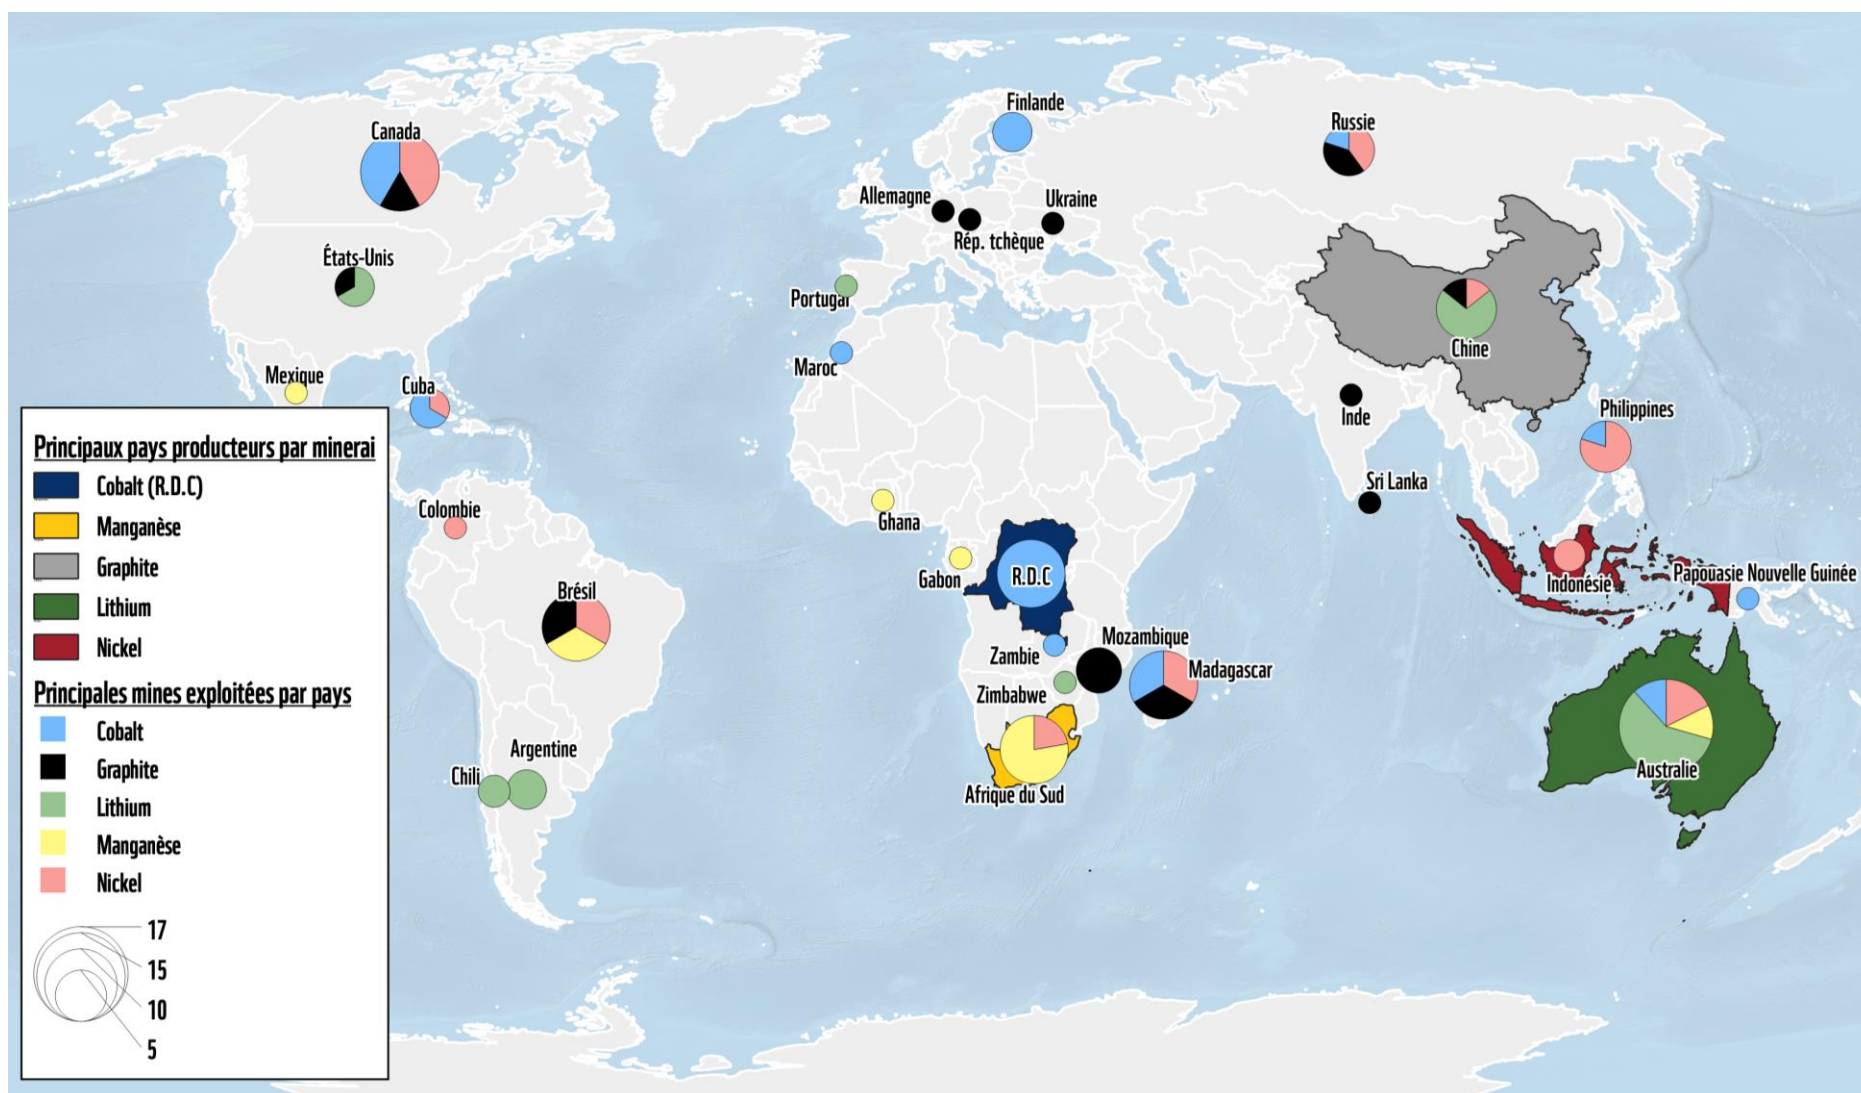 Canada
Finlande
Russie
Allemagne
Ukraine
Rép. tchèque
États-Unis
Portugal
Chine
Maroc
Mexique
Cuba
Inde
Philippines
Sri Lanka
Colombie
Ghana
Gabon
R.D.C
Indonésie
Papouasie Nouvelle Guinée
Brésil
Zambie
Mozambique
Madagascar
Zimbabwe
Argentine
Chili
Afrique du Sud
Australie
Principaux pays producteurs par minerai
Cobalt (R.D.C)
Manganèse
Graphite
Lithium
Nickel
Principales mines exploitées par pays
Cobalt
Graphite
Lithium
Manganèse
Nickel
17
15
10
5